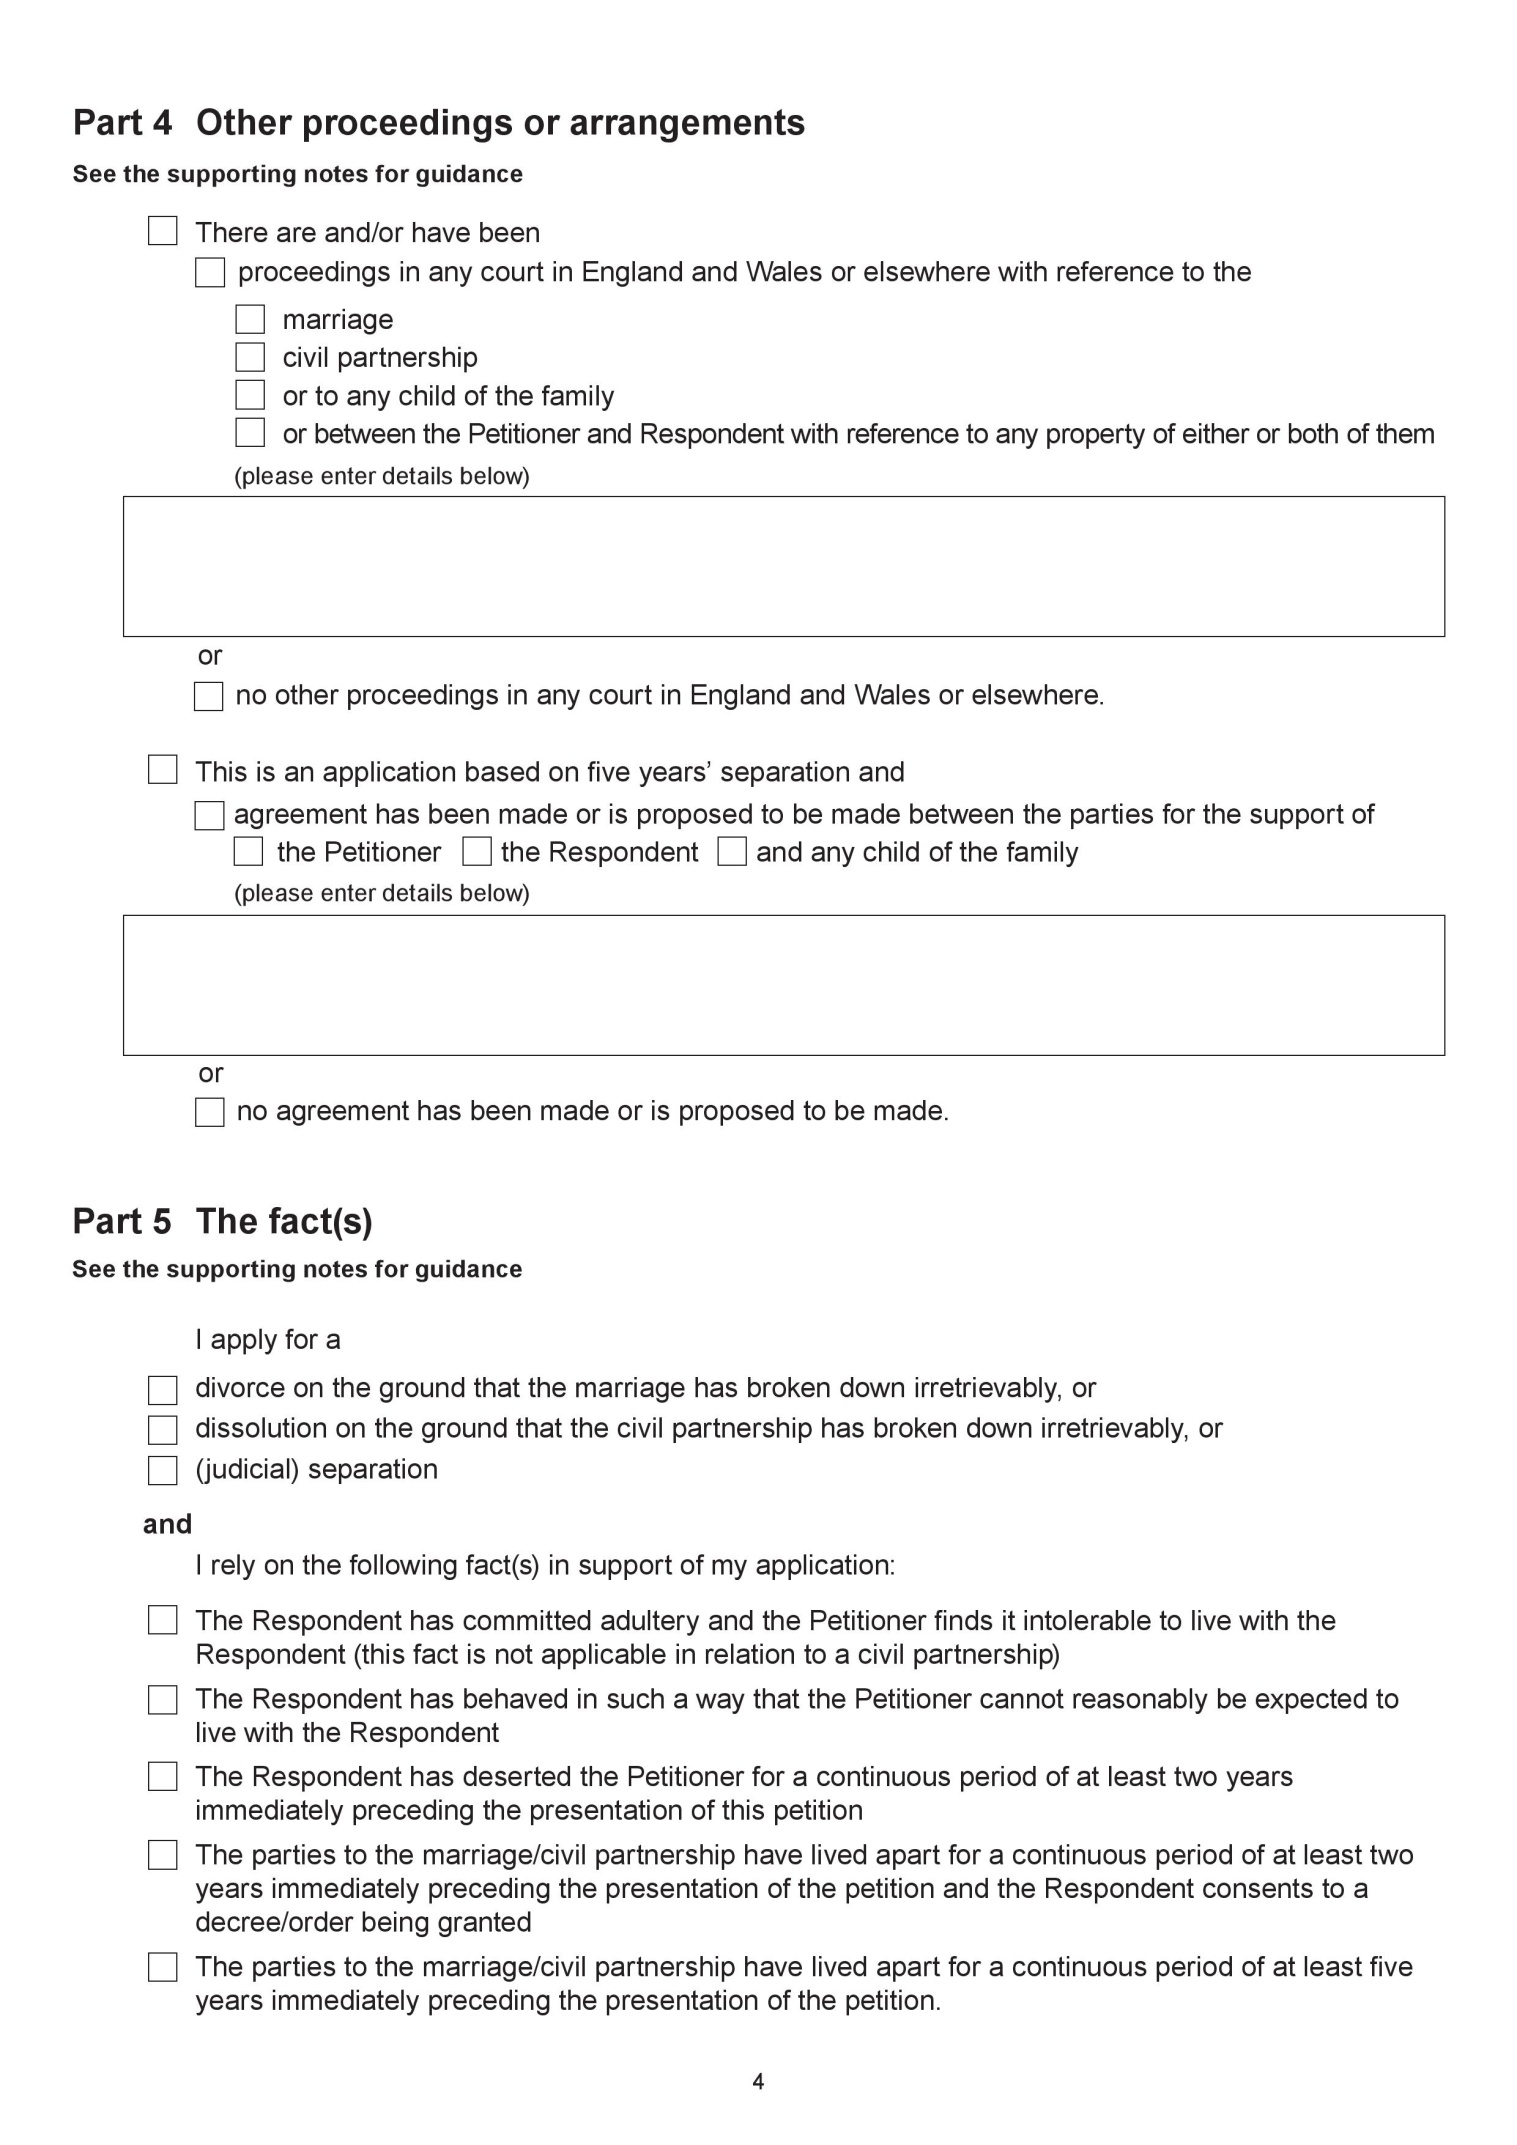 Part 4 Other proceedings or arrangements
See the supporting notes for guidance
There are and/or have been
proceedings in any court in England and Wales or elsewhere with reference to the
marriage
civil partnership
or to any child of the family
or between the Petitioner and Respondent with reference to any property of either or both of them
(please enter details below)
or
no other proceedings in any court in England and Wales or elsewhere.
This is an application based on five years’ separation and
agreement has been made or is proposed to be made between the parties for the support of
the Petitioner the Respondent and any child of the family
(please enter details below)
or
no agreement has been made or is proposed to be made.
Part 5 The fact(s)
See the supporting notes for guidance
I apply for a
divorce on the ground that the marriage has broken down irretrievably, or
dissolution on the ground that the civil partnership has broken down irretrievably, or
(judicial) separation
and
I rely on the following fact(s) in support of my application:
The Respondent has committed adultery and the Petitioner finds it intolerable to live with the
Respondent (this fact is not applicable in relation to a civil partnership)
The Respondent has behaved in such a way that the Petitioner cannot reasonably be expected to
live with the Respondent
The Respondent has deserted the Petitioner for a continuous period of at least two years
immediately preceding the presentation of this petition
The parties to the marriage/civil partnership have lived apart for a continuous period of at least two
years immediately preceding the presentation of the petition and the Respondent consents to a
decree/order being granted
The parties to the marriage/civil partnership have lived apart for a continuous period of at least five
years immediately preceding the presentation of the petition.
4